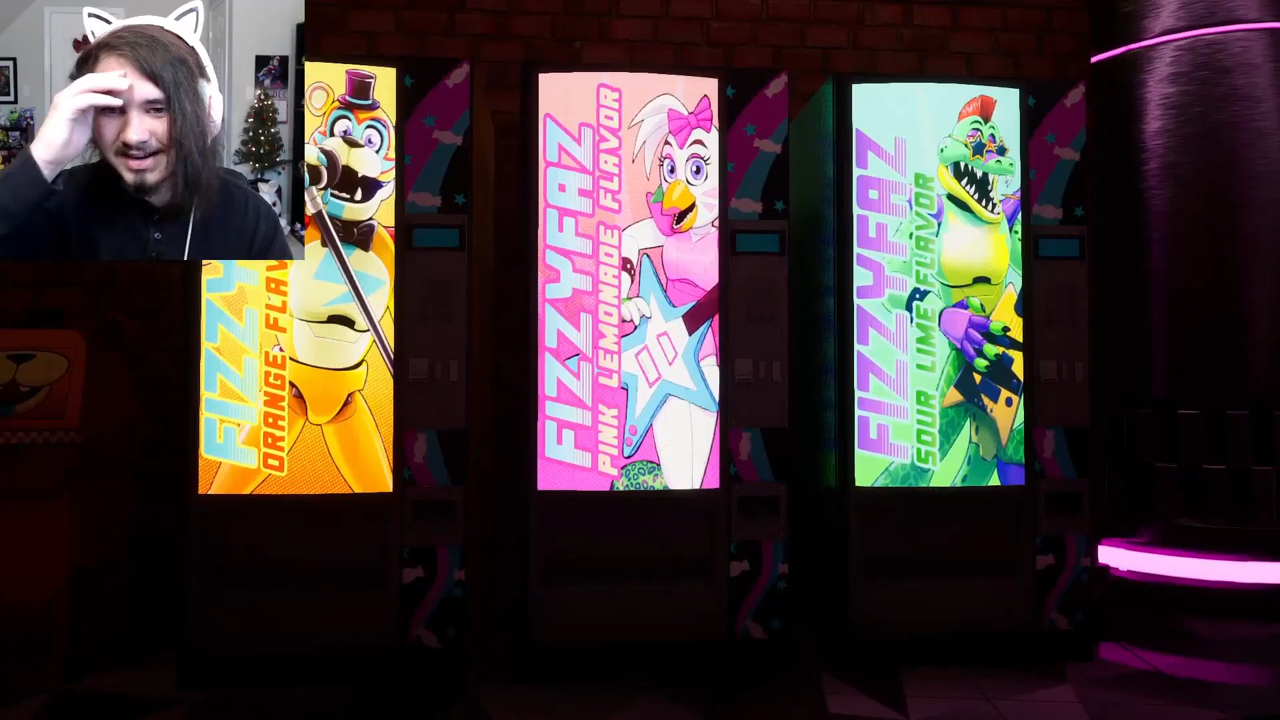 FIZZY
ORANGE FLAV
FIZZYFAZ
PINK LEMONADE FLAVOR
FIZZYFAZ
SOUR LIME FLAVOR